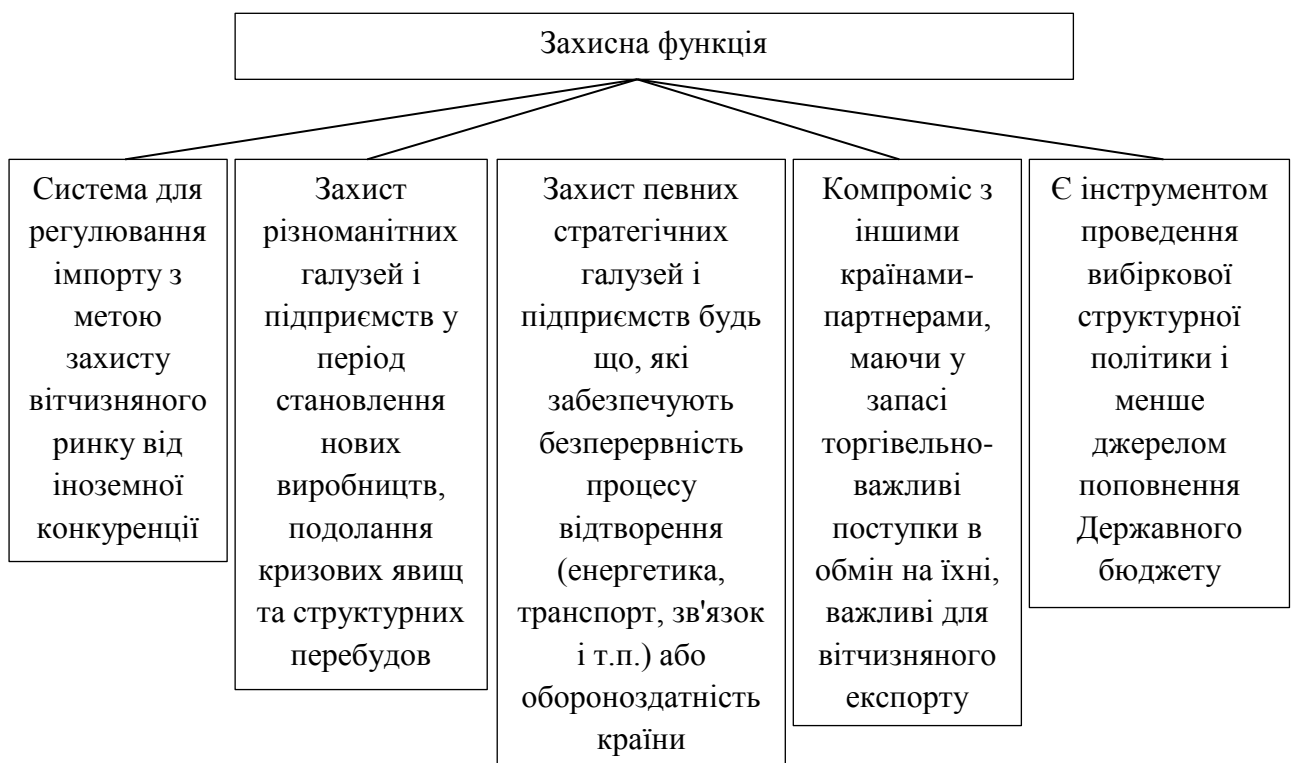 Захисна функція
Система для
регулювання
імпорту з
метою
захисту
вітчизняного
ринку від
іноземної
конкуренції
Захист
різноманітних
галузей і
підприємств у
період
становлення
нових
виробництв,
подолання
кризових явищ
та структурних
перебудов
Захист певних
стратегічних
галузей і
підприємств будь
що, які
забезпечують
безперервність
процесу
відтворення
(енергетика,
транспорт, зв'язок
і т.п.) або
обороноздатність
країни
Компроміс з
іншими
країнами-
партнерами,
маючи у
запасі
торгівельно-
важливі
поступки в
обмін на їхні,
важливі для
вітчизняного
експорту
Є інструментом
проведення
вибіркової
структурної
політики і
менше
джерелом
поповнення
Державного
бюджету